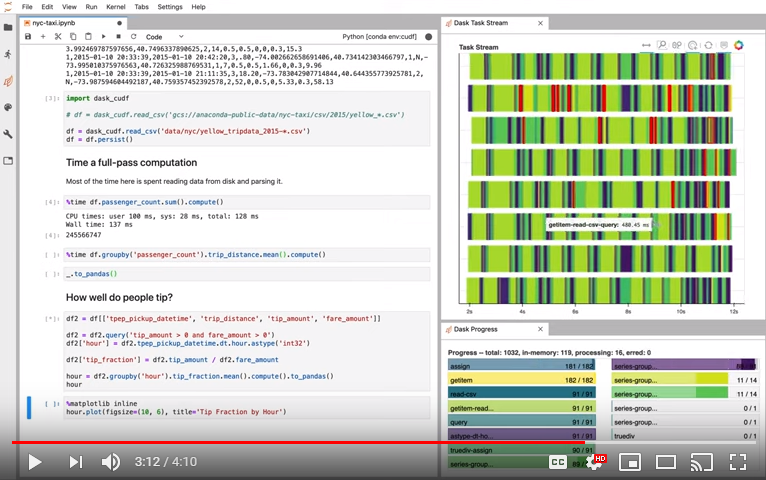 File Edit View Run Kernel Tabs Settings Help
nyc-taxi.ipynb
Code
Python [conda env:cudf]
3.992469787597656,40.7496337890625,2,14,0.5,0.5,0,0,0.3,15.3
1,2015-01-10 20:33:39,2015-01-10 20:42:20,3,.80,-74.002662658691406,40.734142303466797,1,N,-
73.995010375976563,40.726325988769531,1,7,0.5,0.5,1.66,0,0.3,9.96
1,2015-01-10 20:33:39,2015-01-10 21:11:35,3,18.20,-73.783042907714844,40.644355773925781,2
,N,-73.987594604492187,40.759357452392578,2,52,0,0.5,0,5.33,0.3,58.13
[3]:
import dask_cudf
# df = dask_cudf.read_csv('gcs://anaconda-public-data/nyc-taxi/csv/2015/yellow_*.csv')
df = dask_cudf.read_csv('data/nyc/yellow_tripdata_2015-*.csv')
df = df.persist()
Time a full-pass computation
Most of the time here is spent reading data from disk and parsing it.
[4]:
%time df.passenger_count.sum().compute()
CPU times: user 100 ms, sys: 28 ms, total: 128 ms
Wall time: 137 ms
[4]:
245566747
[ ]:
%time df.groupby('passenger_count').trip_distance.mean().compute()
[ ]:
_.to_pandas()
How well do people tip?
[*]:
df2 = df[['tpep_pickup_datetime', 'trip_distance', 'tip_amount', 'fare_amount']]
df2 = df2.query('tip_amount > 0 and fare_amount > 0')
df2['hour'] = df2.tpep_pickup_datetime.dt.hour.astype('int32')
df2['tip_fraction'] = df2.tip_amount / df2.fare_amount
hour = df2.groupby('hour').tip_fraction.mean().compute().to_pandas()
hour
[ ]:
%matplotlib inline
hour.plot(figsize=(10, 6), title='Tip Fraction by Hour')
Dask Task Stream
Task Stream
getitem-read-csv-query: 480.45 ms
2s 4s 6s 8s 10s 12s
Dask Progress
Progress -- total: 1032, in-memory: 119, processing: 16, erred: 0
assign 181 / 182
getitem 182 / 182
read-csv 91 / 91
getitem-read... 91 / 91
query 91 / 91
astype-dt-ho... 91 / 91
truediv-assign 90 / 91
series-group...
series-group...
series-group... 11 / 14
series-group... 11 / 14
series-group... 0 / 1
series-group... 0 / 1
truediv 0 / 1
3:12 / 4:10
CC
HD